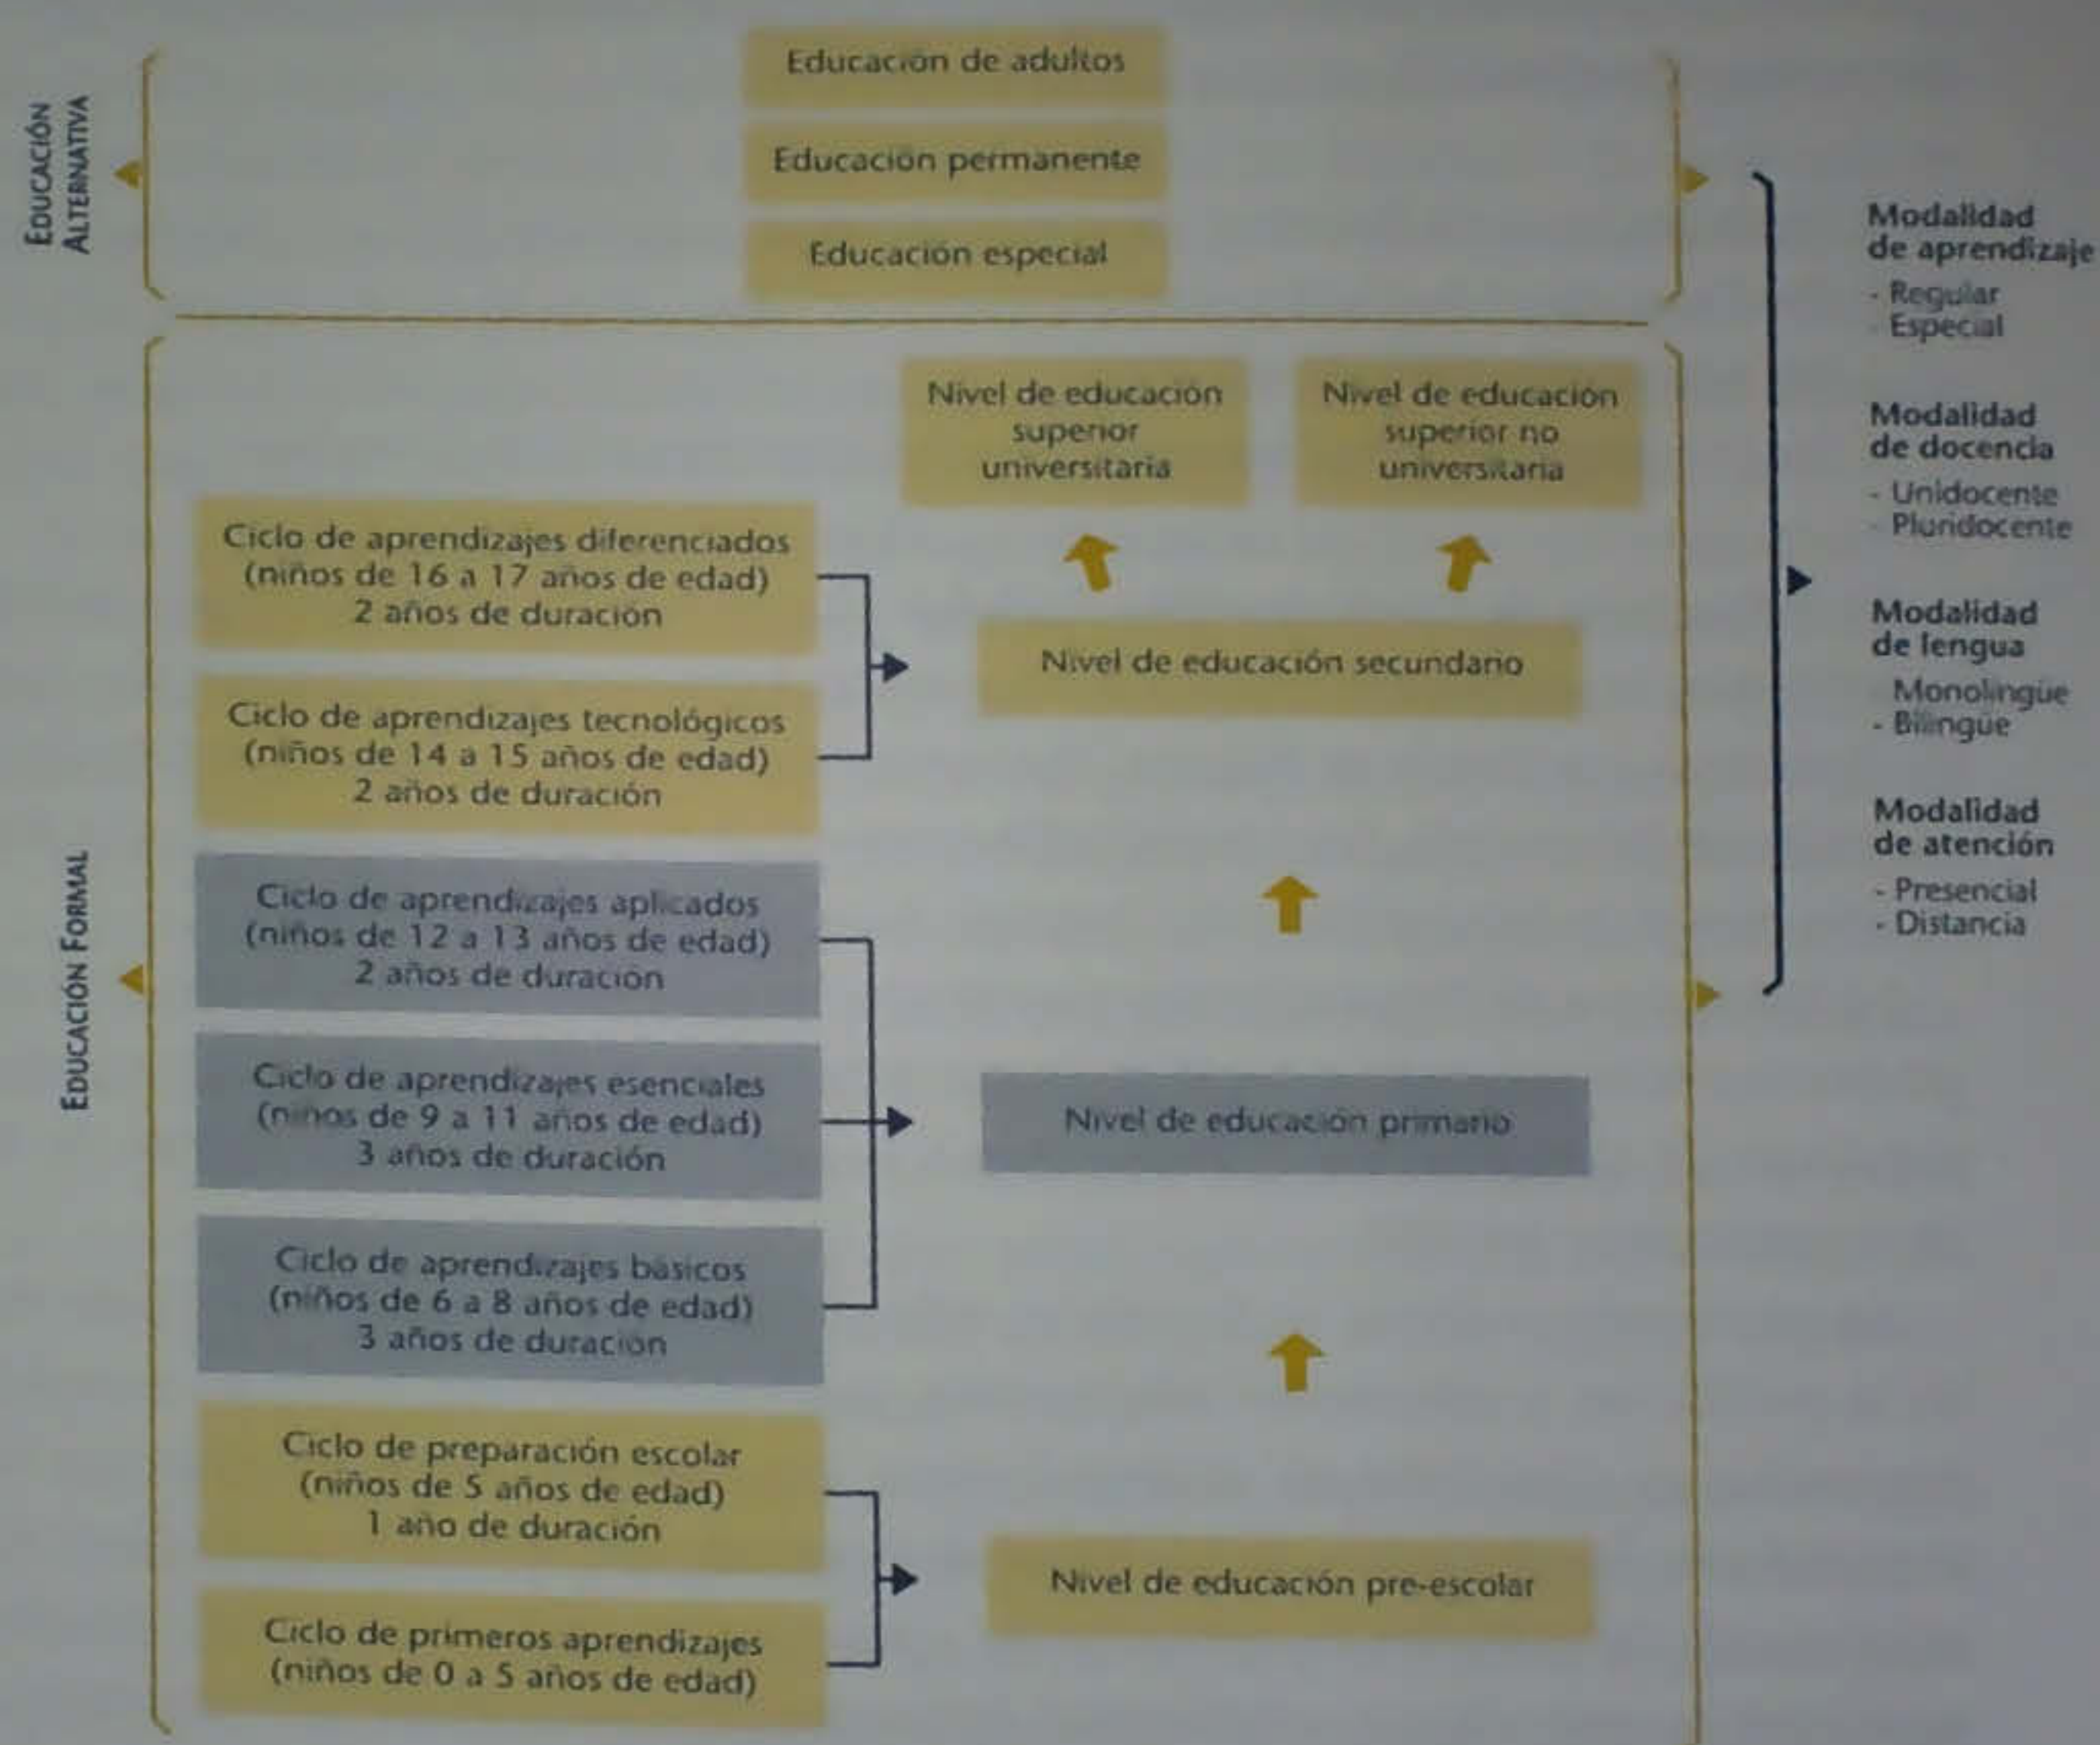 EDUCACIÓN
ALTERNATIVA
Educación de adultos
Educación permanente
Educación especial
EDUCACIÓN FORMAL
Nivel de educación
superior
universitaria
Nivel de educación
superior no
universitaria
Ciclo de aprendizajes diferenciados
(niños de 16 a 17 años de edad)
2 años de duración
Ciclo de aprendizajes tecnológicos
(niños de 14 a 15 años de edad)
2 años de duración
Nivel de educación secundario
Ciclo de aprendizajes aplicados
(niños de 12 a 13 años de edad)
2 años de duración
Ciclo de aprendizajes esenciales
(niños de 9 a 11 años de edad)
3 años de duración
Ciclo de aprendizajes básicos
(niños de 6 a 8 años de edad)
3 años de duración
Nivel de educación primario
Ciclo de preparación escolar
(niños de 5 años de edad)
1 año de duración
Ciclo de primeros aprendizajes
(niños de 0 a 5 años de edad)
Nivel de educación pre-escolar
Modalidad
de aprendizaje
- Regular
- Especial
Modalidad
de docencia
- Unidocente
- Pluridocente
Modalidad
de lengua
- Monolingüe
- Bilingüe
Modalidad
de atención
- Presencial
- Distancia